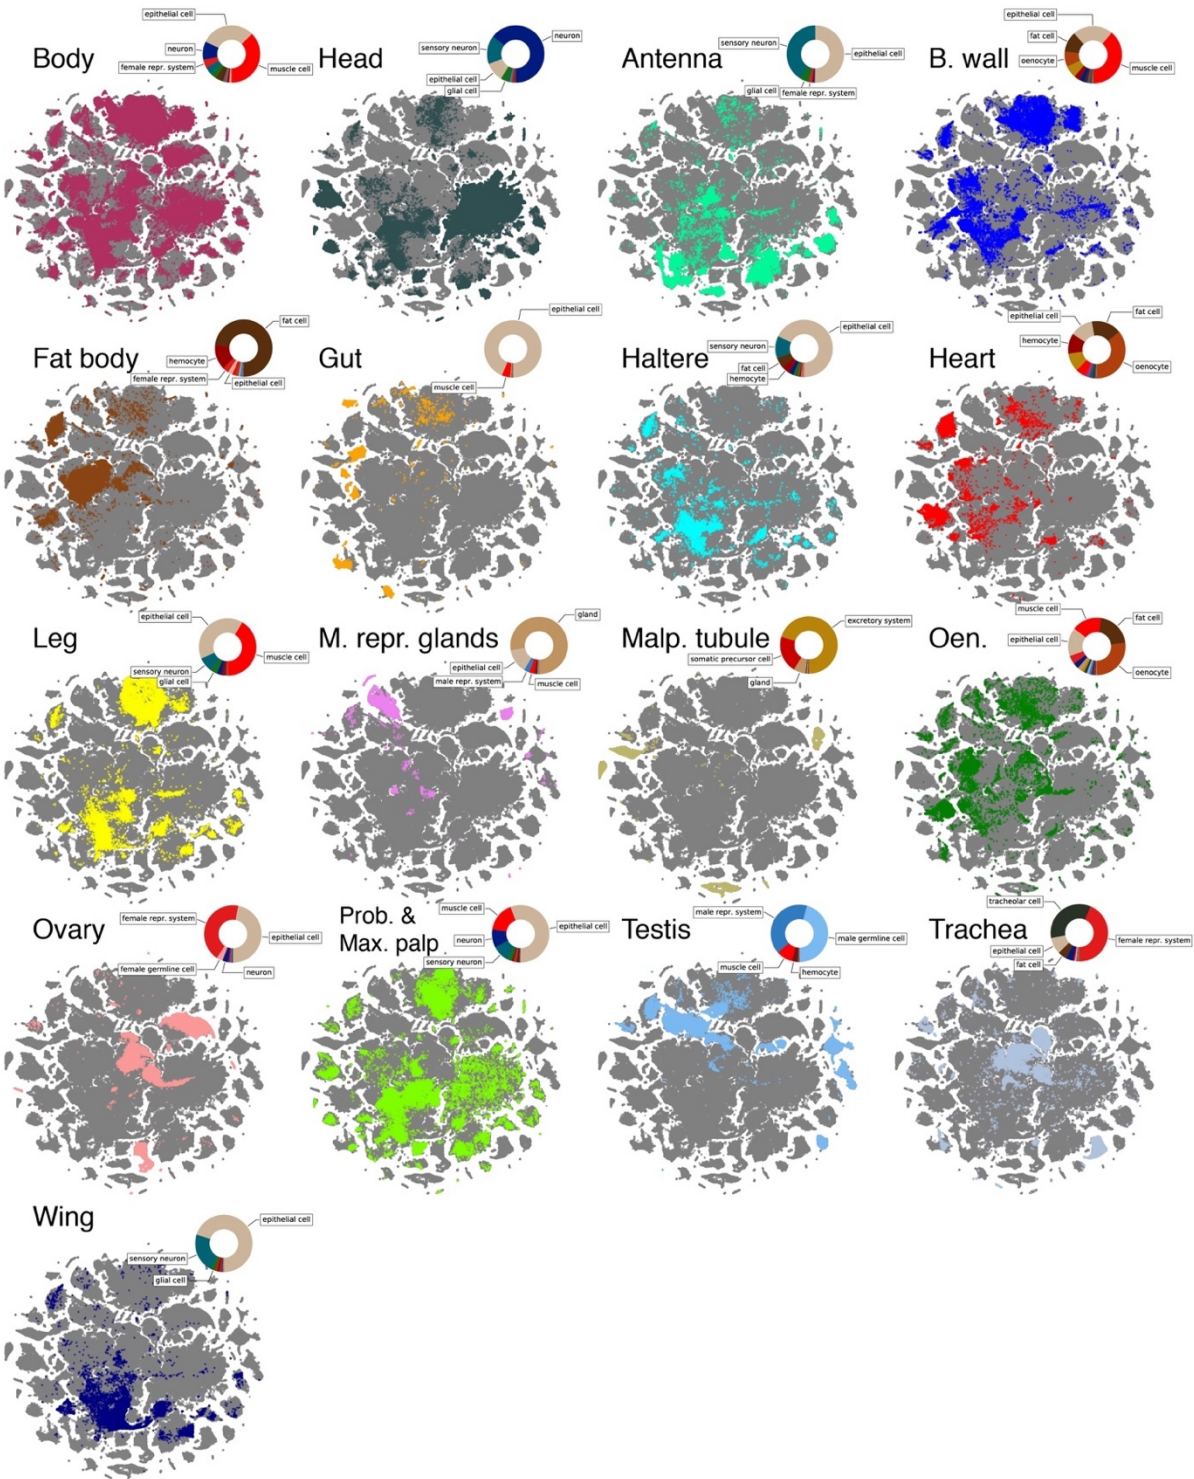 Body
epithelial cell
neuron
female repr. system
muscle cell
Head
neuron
sensory neuron
epithelial cell
glial cell
Antenna
sensory neuron
epithelial cell
glial cell
female repr. system
B. wall
epithelial cell
fat cell
oenocyte
muscle cell
Fat body
fat cell
hemocyte
female repr. system
epithelial cell
Gut
epithelial cell
muscle cell
Haltere
epithelial cell
sensory neuron
fat cell
hemocyte
Heart
epithelial cell
fat cell
hemocyte
oenocyte
Leg
epithelial cell
muscle cell
sensory neuron
glial cell
M. repr. glands
gland
epithelial cell
male repr. system
muscle cell
Malp. tubule
excretory system
somatic precursor cell
gland
Oen.
muscle cell
fat cell
epithelial cell
oenocyte
Ovary
female repr. system
epithelial cell
female germline cell
neuron
Prob. &
Max. palp
muscle cell
epithelial cell
neuron
sensory neuron
Testis
male repr. system
male germline cell
muscle cell
hemocyte
Trachea
tracheolar cell
female repr. system
epithelial cell
fat cell
Wing
epithelial cell
sensory neuron
glial cell